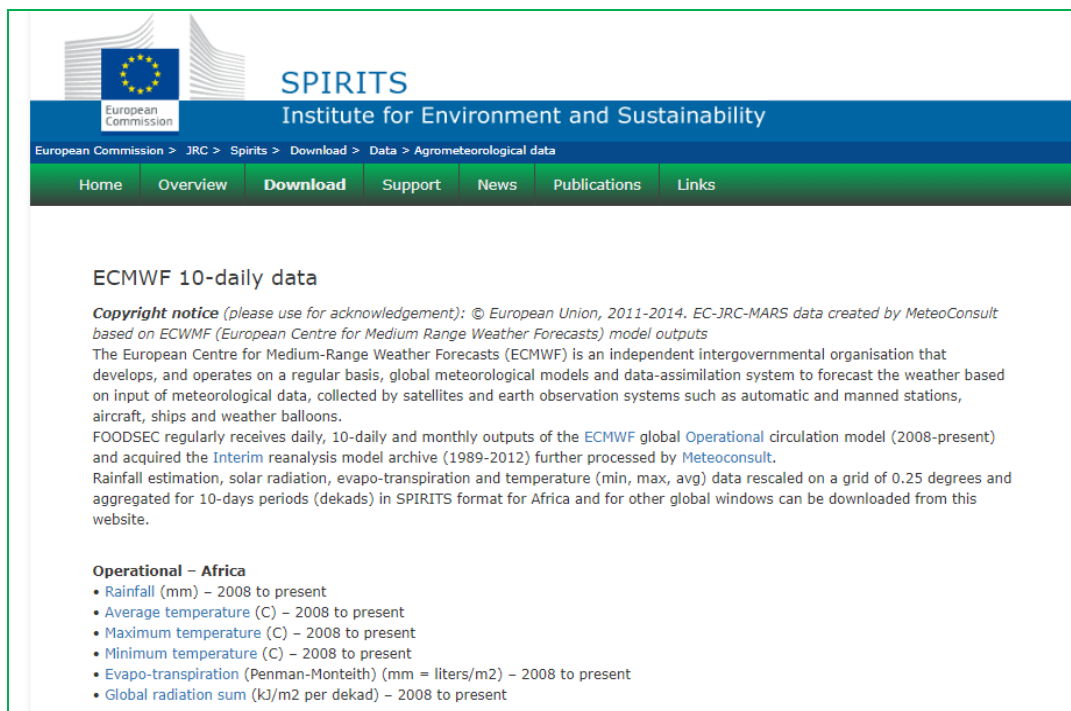 European
Commission
SPIRITS
Institute for Environment and Sustainability
European Commission > JRC > Spirits > Download > Data > Agrometeorological data
Home Overview Download Support News Publications Links
ECMWF 10-daily data
Copyright notice (please use for acknowledgement): © European Union, 2011-2014. EC-JRC-MARS data created by MeteoConsult
based on ECWMF (European Centre for Medium Range Weather Forecasts) model outputs
The European Centre for Medium-Range Weather Forecasts (ECMWF) is an independent intergovernmental organisation that
develops, and operates on a regular basis, global meteorological models and data-assimilation system to forecast the weather based
on input of meteorological data, collected by satellites and earth observation systems such as automatic and manned stations,
aircraft, ships and weather balloons.
FOODSEC regularly receives daily, 10-daily and monthly outputs of the ECMWF global Operational circulation model (2008-present)
and acquired the Interim reanalysis model archive (1989-2012) further processed by Meteoconsult.
Rainfall estimation, solar radiation, evapo-transpiration and temperature (min, max, avg) data rescaled on a grid of 0.25 degrees and
aggregated for 10-days periods (dekads) in SPIRITS format for Africa and for other global windows can be downloaded from this
website.
Operational – Africa
• Rainfall (mm) – 2008 to present
• Average temperature (C) – 2008 to present
• Maximum temperature (C) – 2008 to present
• Minimum temperature (C) – 2008 to present
• Evapo-transpiration (Penman-Monteith) (mm = liters/m2) – 2008 to present
• Global radiation sum (kJ/m2 per dekad) – 2008 to present